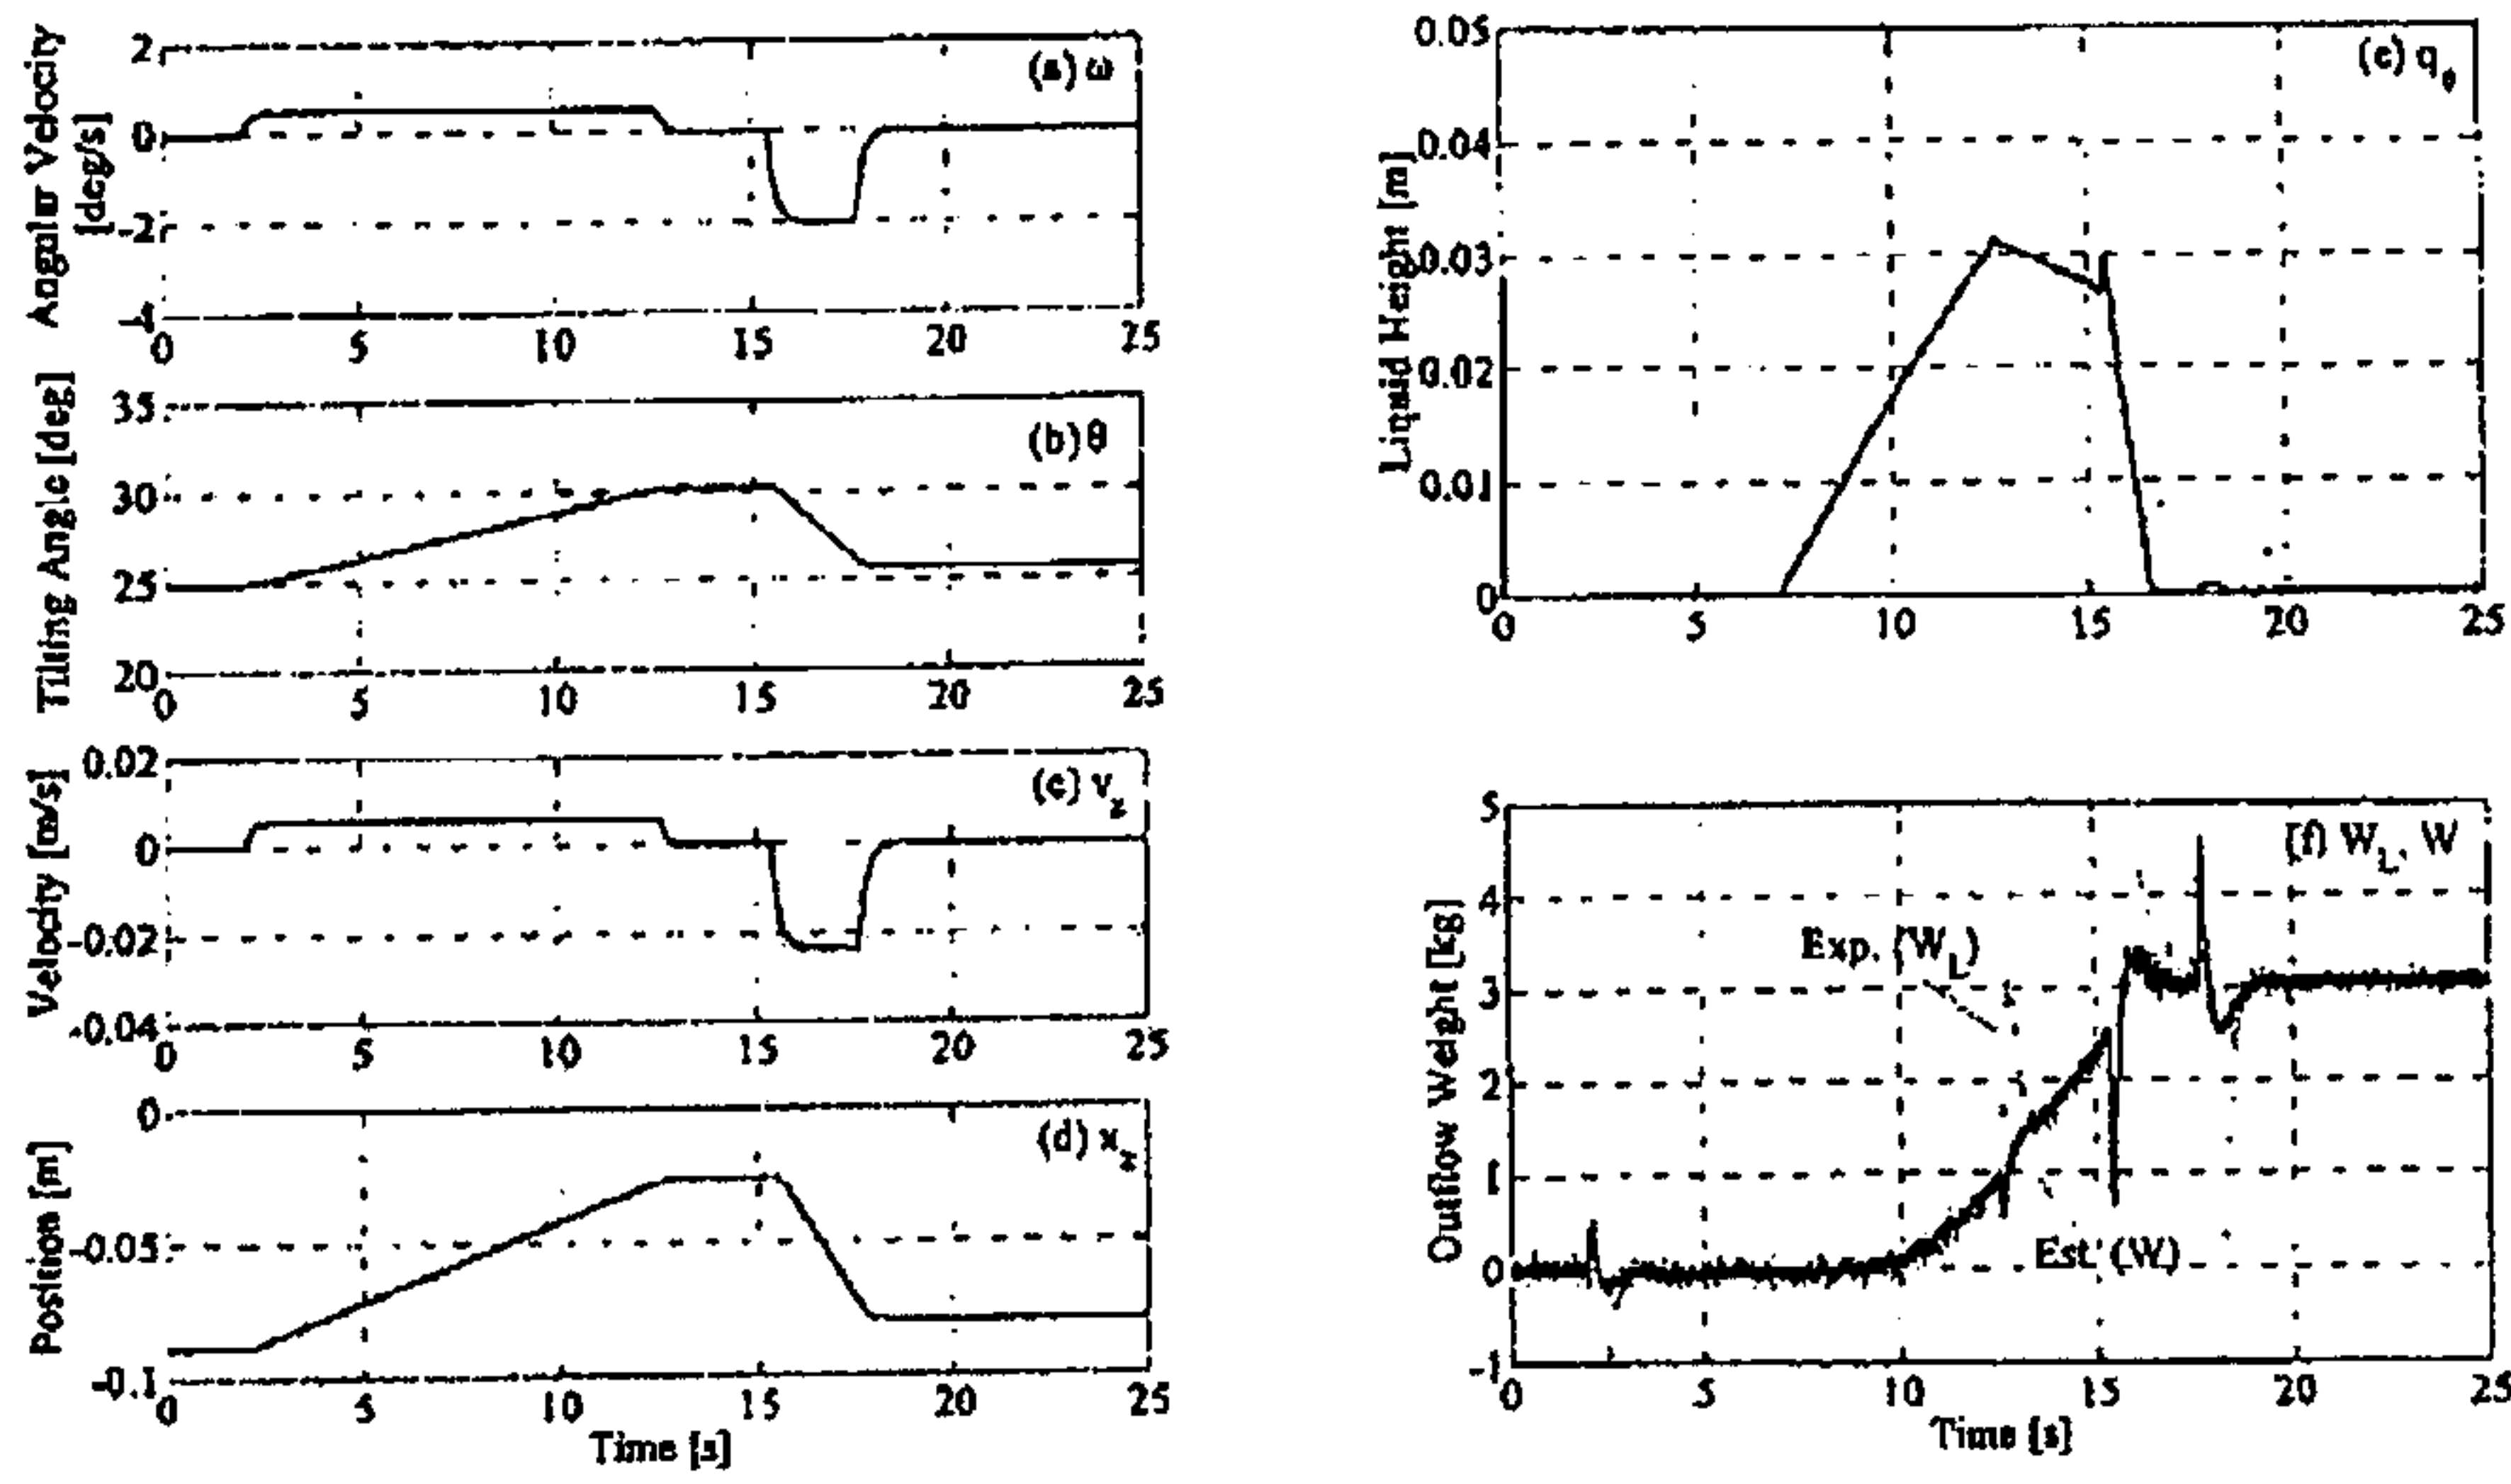 Angular Velocity
[deg/s]
2
0
-2
-4
(a) ω
0 5 10 15 20 25
Tilting Angle [deg]
35
30
25
20
(b) θ
0 5 10 15 20 25
Velocity [m/s]
0.02
0
-0.02
-0.04
(c) v_z
0 5 10 15 20 25
Position [m]
0
-0.05
-0.1
(d) x_z
0 5 10 15 20 25
Time [s]
Liquid Height [m]
0.05
0.04
0.03
0.02
0.01
0
(e) q_e
0 5 10 15 20 25
Outflow Weight [kg]
5
4
3
2
1
0
-1
(f) W_L, W
Exp. (W_L)
Est. (W)
0 5 10 15 20 25
Time [s]